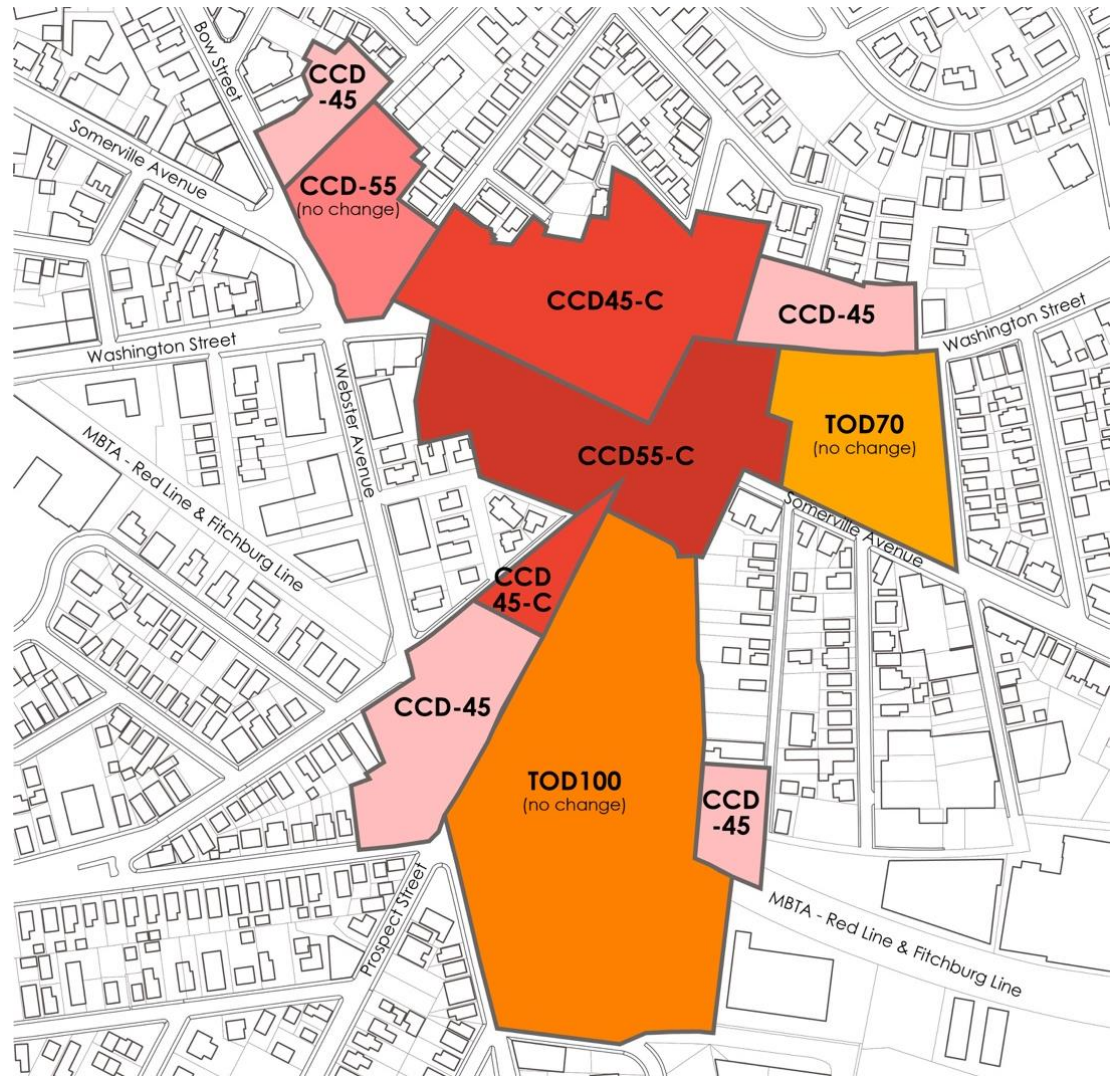 Bow Street
CCD
-45
Somerville Avenue
CCD-55
(no change)
CCD45-C
CCD-45
Washington Street
Washington Street
Webster Avenue
MBTA - Red Line & Fitchburg Line
TOD70
(no change)
CCD55-C
Somerville Avenue
CCD
45-C
CCD-45
TOD100
(no change)
CCD
-45
Prospect Street
MBTA - Red Line & Fitchburg Line